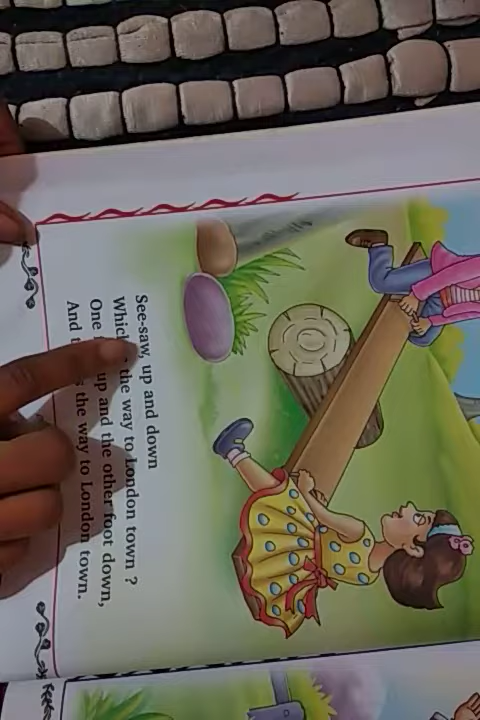 See-saw, up and down
Which the way to London town ?
One up and the other foot down,
And the way to London town.